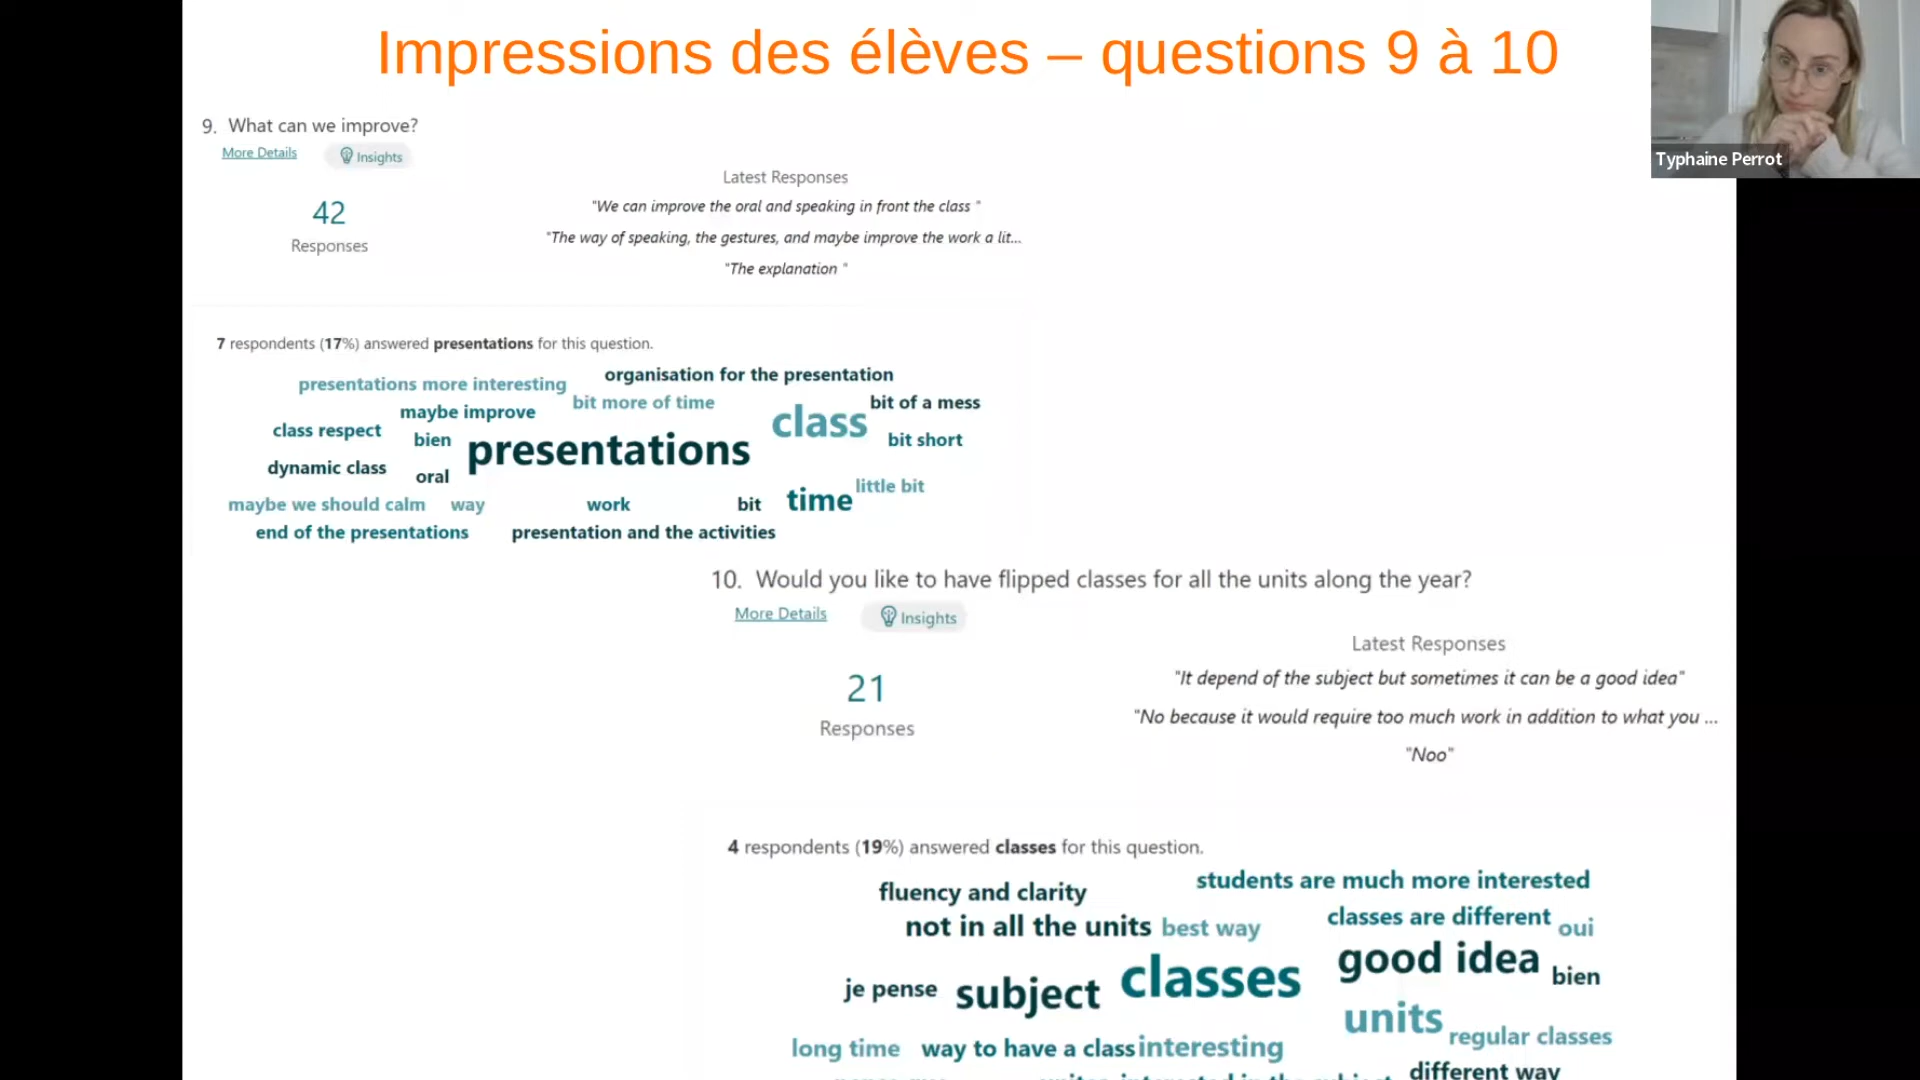 Impressions des élèves – questions 9 à 10
Typhaine Perrot
9. What can we improve?
More Details
Insights
42
Responses
Latest Responses
"We can improve the oral and speaking in front the class "
"The way of speaking, the gestures, and maybe improve the work a lit...
"The explanation "
7 respondents (17%) answered presentations for this question.
presentations more interesting
organisation for the presentation
maybe improve
bit more of time
class
bit of a mess
class respect
bien
presentations
bit short
dynamic class
oral
time
little bit
maybe we should calm
way
work
bit
end of the presentations
presentation and the activities
10. Would you like to have flipped classes for all the units along the year?
More Details
Insights
21
Responses
Latest Responses
"It depend of the subject but sometimes it can be a good idea"
"No because it would require too much work in addition to what you ...
"Noo"
4 respondents (19%) answered classes for this question.
fluency and clarity
students are much more interested
not in all the units
best way
classes are different
oui
je pense
subject
classes
good idea
bien
units
regular classes
long time
way to have a class
interesting
different way